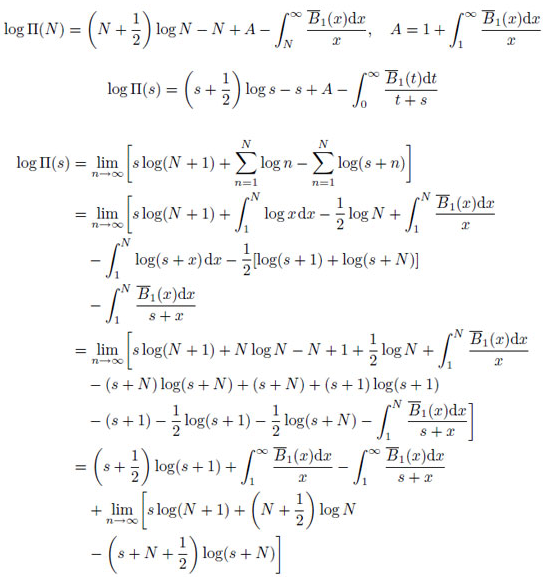 log Π(N) = (N + 1/2) log N − N + A − ∫_N^∞ B̅₁(x)dx / x, A = 1 + ∫_1^∞ B̅₁(x)dx / x
log Π(s) = (s + 1/2) log s − s + A − ∫_0^∞ B̅₁(t)dt / t + s
log Π(s) = lim_{n→∞} [s log(N + 1) + ∑_{n=1}^N log n − ∑_{n=1}^N log(s + n)]
= lim_{n→∞} [s log(N + 1) + ∫_1^N log x dx − 1/2 log N + ∫_1^N B̅₁(x)dx / x
− ∫_1^N log(s + x) dx − 1/2 [log(s + 1) + log(s + N)]
− ∫_1^N B̅₁(x)dx / s + x
= lim_{n→∞} [s log(N + 1) + N log N − N + 1 + 1/2 log N + ∫_1^N B̅₁(x)dx / x
− (s + N) log(s + N) + (s + N) + (s + 1) log(s + 1)
− (s + 1) − 1/2 log(s + 1) − 1/2 log(s + N) − ∫_1^N B̅₁(x)dx / s + x]
= (s + 1/2) log(s + 1) + ∫_1^∞ B̅₁(x)dx / x − ∫_1^∞ B̅₁(x)dx / s + x
+ lim_{n→∞} [s log(N + 1) + (N + 1/2) log N
− (s + N + 1/2) log(s + N)]